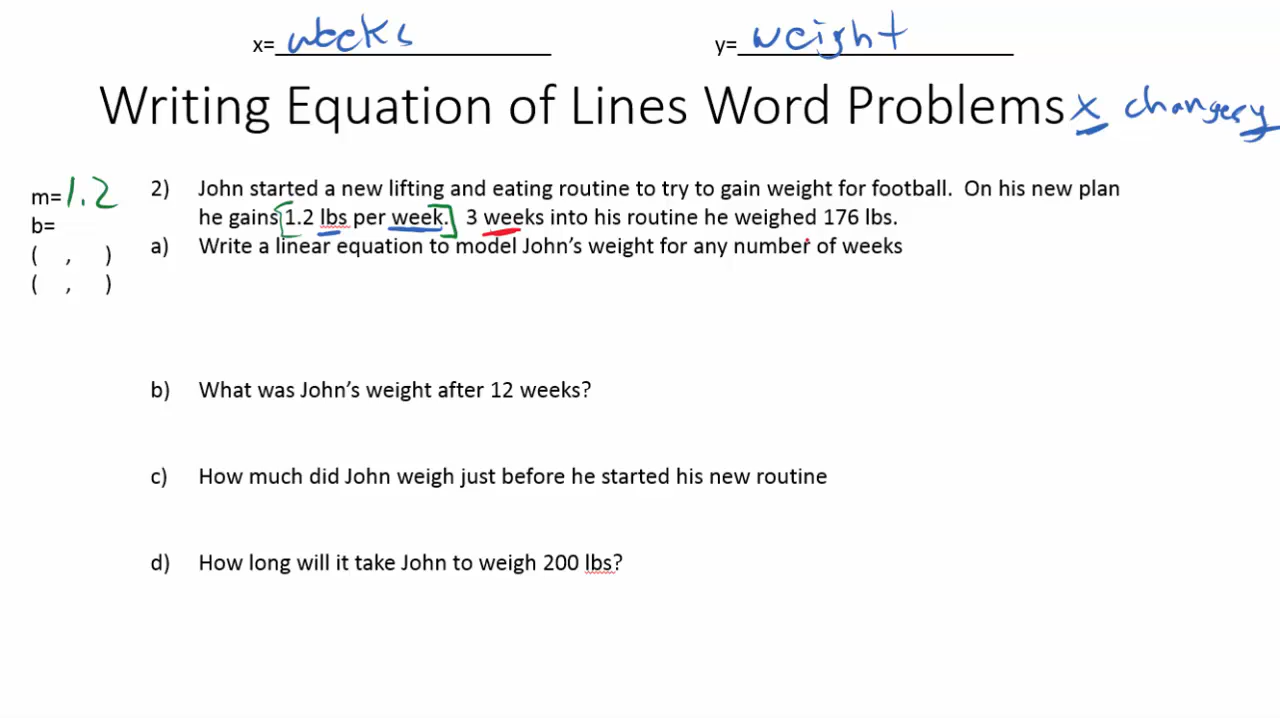 x= weeks y= weight
Writing Equation of Lines Word Problems x changes y
m=1.2 2) John started a new lifting and eating routine to try to gain weight for football. On his new plan
b= he gains [1.2 lbs per week.] 3 weeks into his routine he weighed 176 lbs.
( , ) a) Write a linear equation to model John's weight for any number of weeks
( , )
b) What was John's weight after 12 weeks?
c) How much did John weigh just before he started his new routine
d) How long will it take John to weigh 200 lbs?